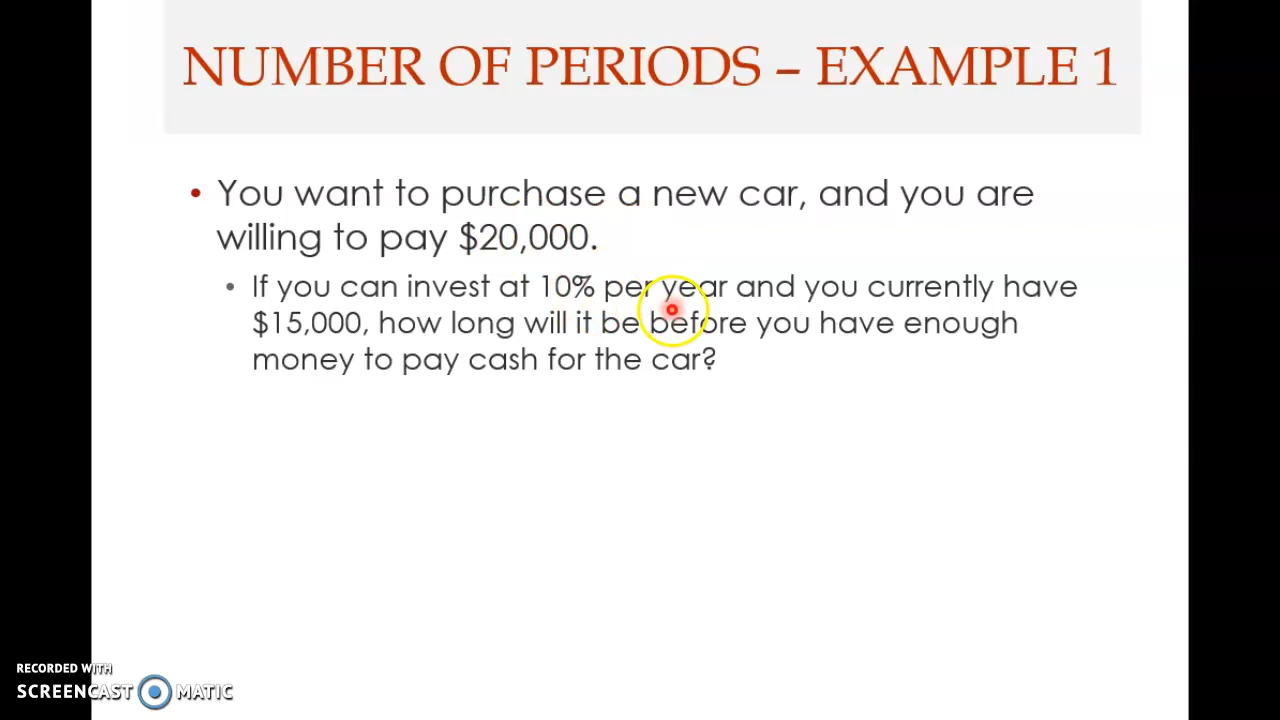 NUMBER OF PERIODS – EXAMPLE 1
• You want to purchase a new car, and you are
willing to pay $20,000.
• If you can invest at 10% per year and you currently have
$15,000, how long will it be before you have enough
money to pay cash for the car?
RECORDED WITH
SCREENCAST MATIC